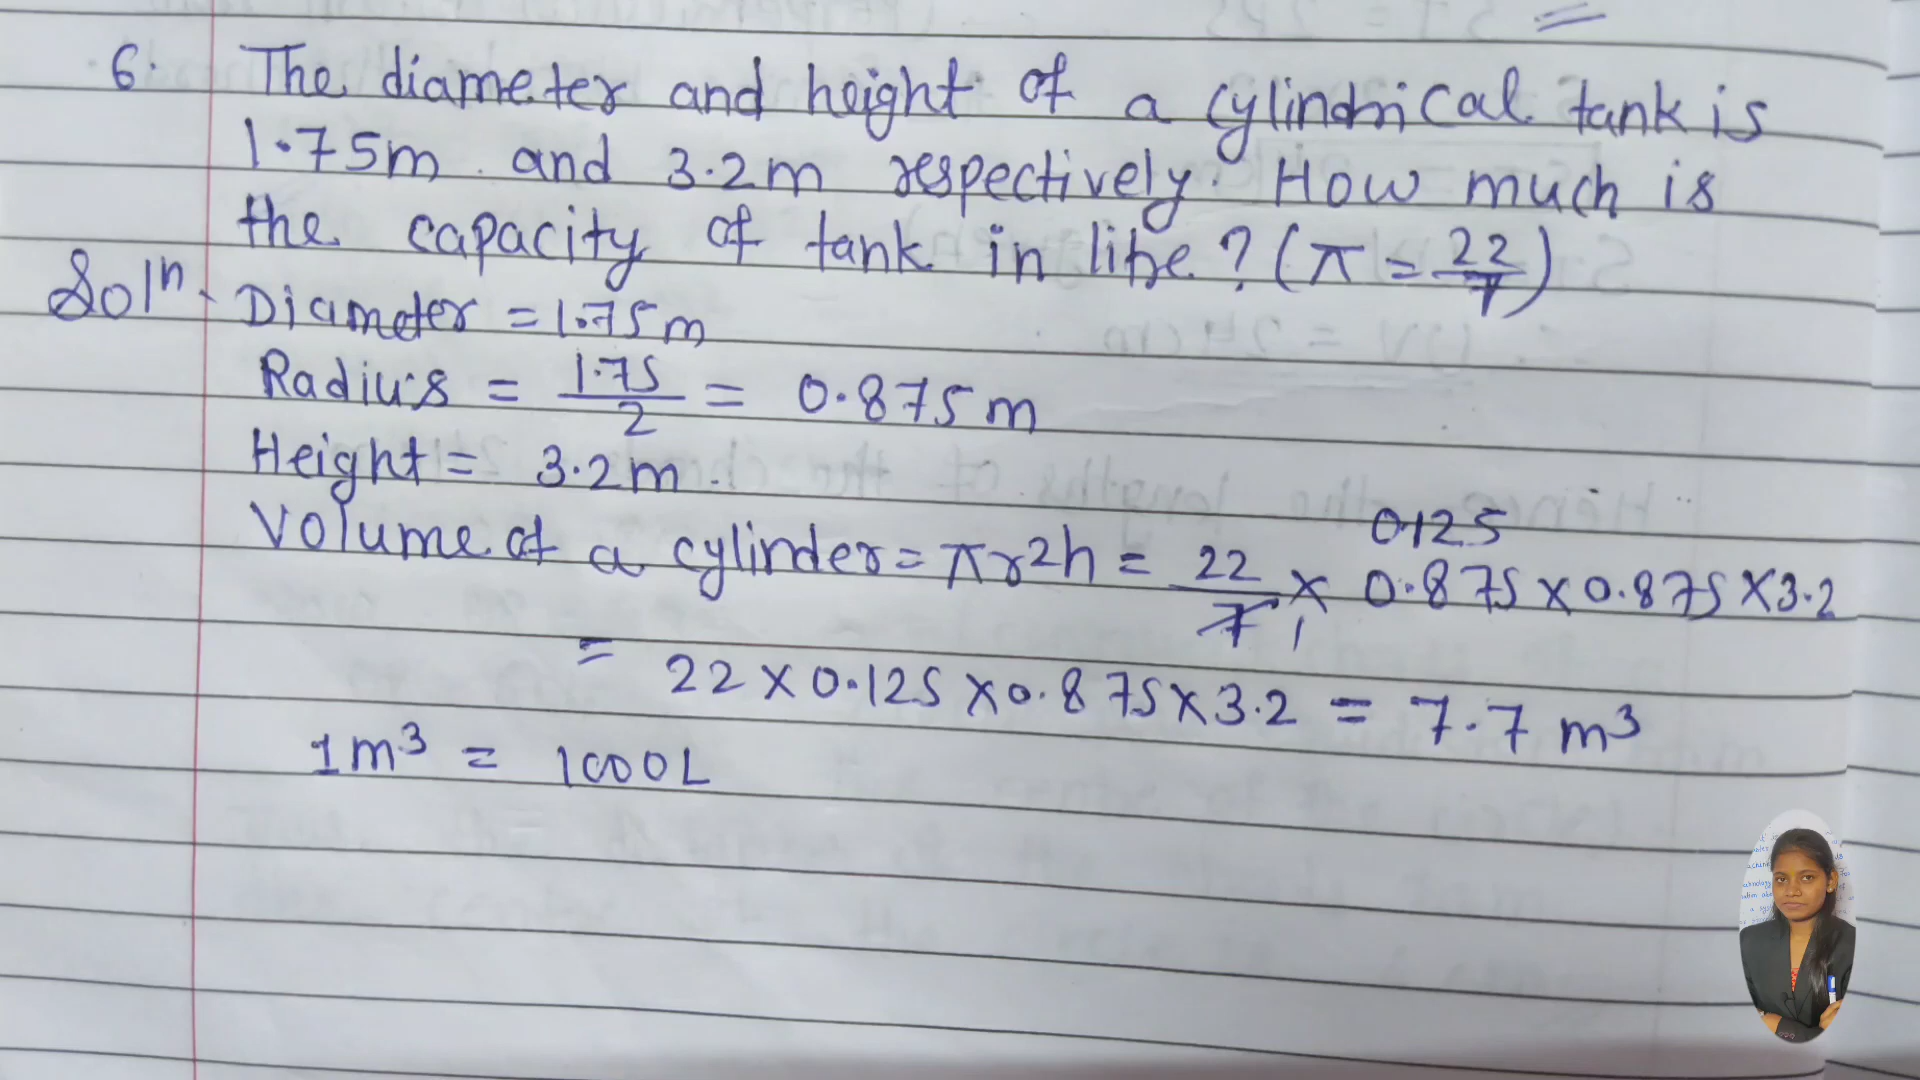 6. The diameter and height of a cylindrical tank is
1.75m and 3.2m respectively. How much is
the capacity of tank in litre? (π = 22/7)
Soln. Diameter = 1.75m
Radius = 1.75/2 = 0.875m
Height = 3.2m.
0.125
Volume of a cylinder = πr2h = 22/7 × 0.875 × 0.875 × 3.2
1
= 22 × 0.125 × 0.875 × 3.2 = 7.7 m³
1m³ = 1000L